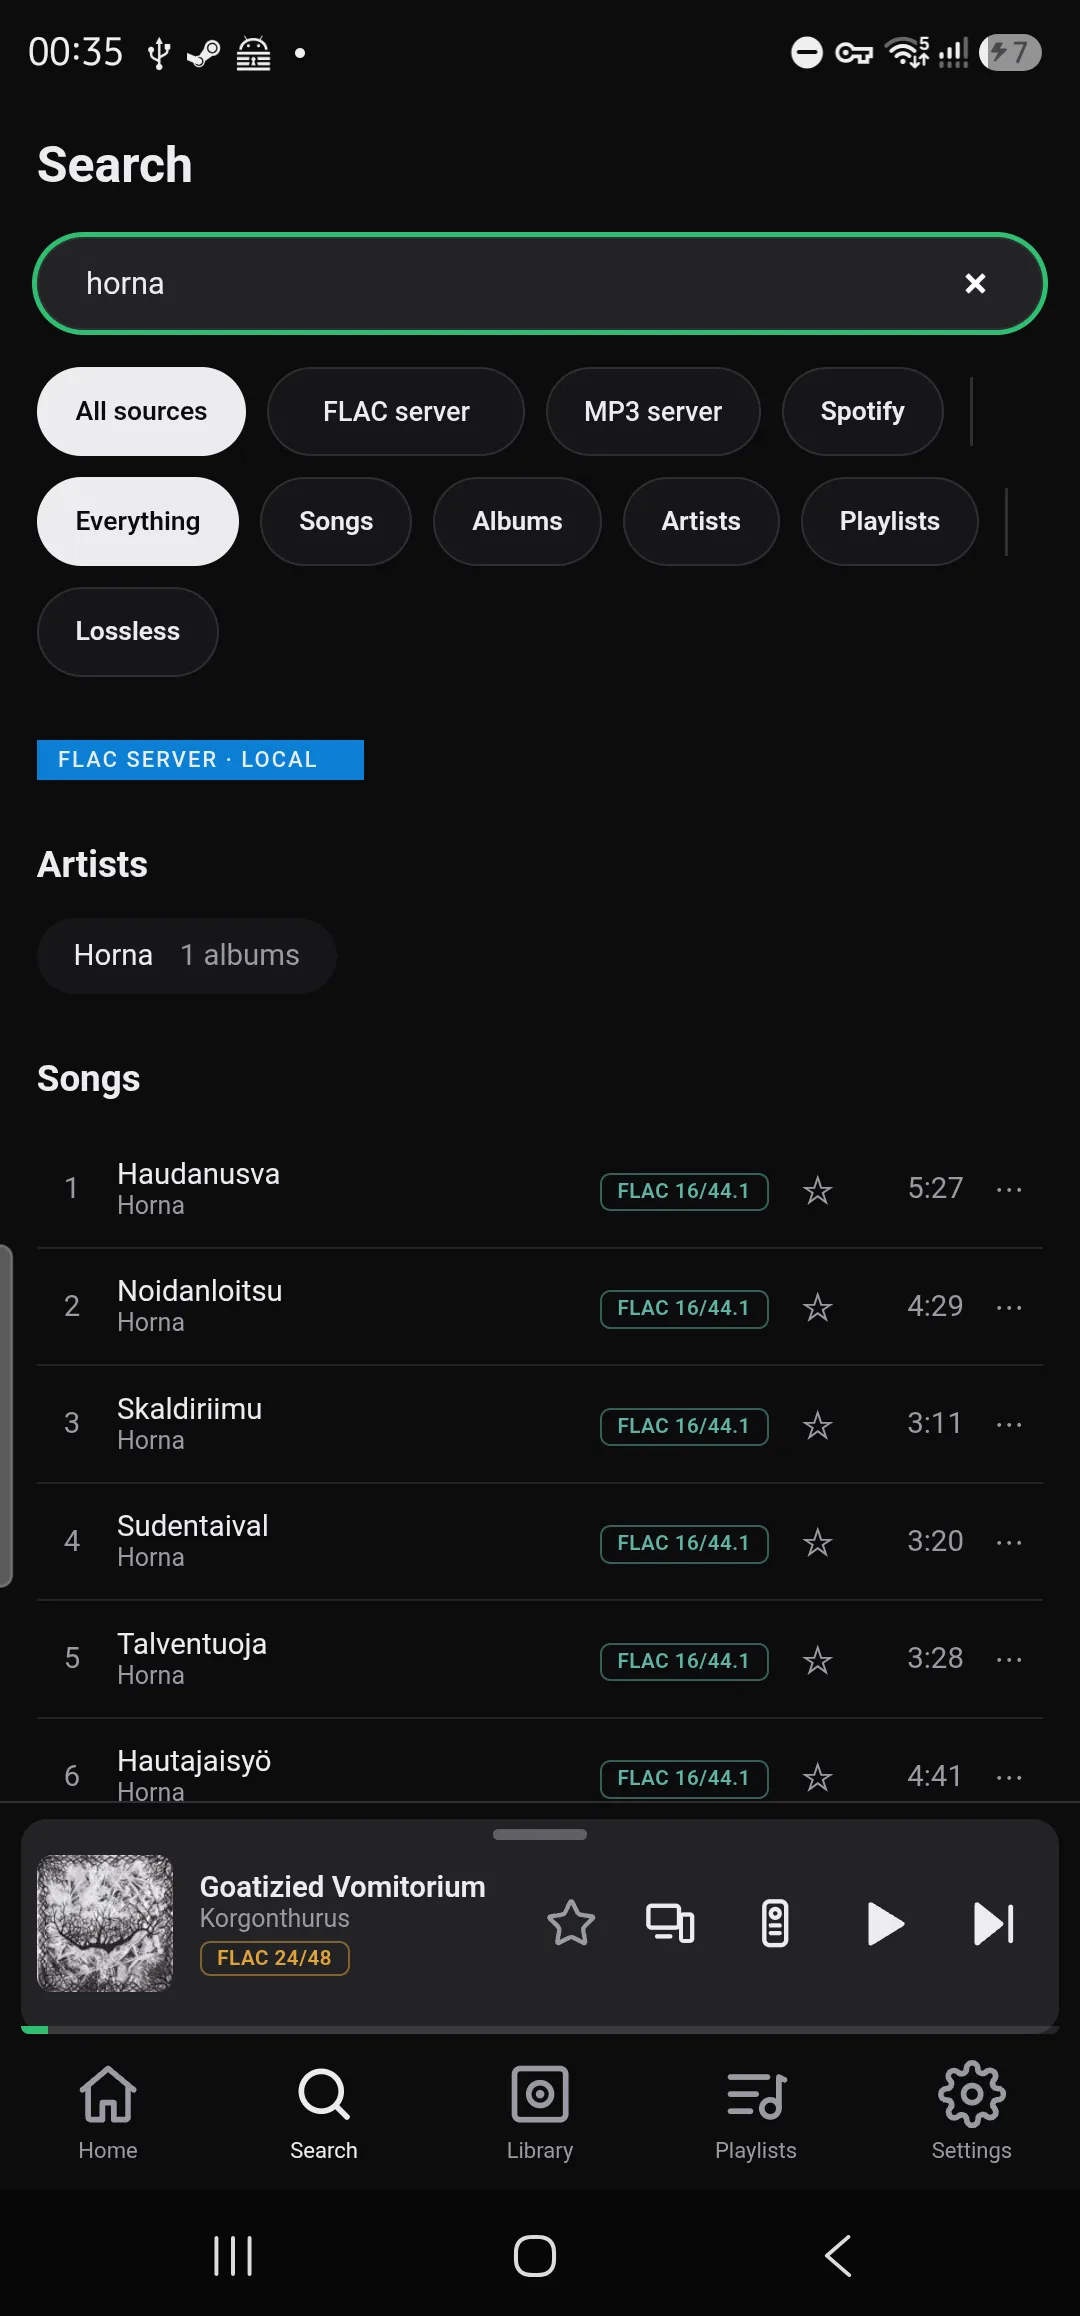 00:35
5
7
Search
horna
All sources
FLAC server
MP3 server
Spotify
Everything
Songs
Albums
Artists
Playlists
Lossless
FLAC SERVER · LOCAL
Artists
Horna 1 albums
Songs
1 Haudanusva FLAC 16/44.1 5:27
Horna
2 Noidanloitsu FLAC 16/44.1 4:29
Horna
3 Skaldiriimu FLAC 16/44.1 3:11
Horna
4 Sudentaival FLAC 16/44.1 3:20
Horna
5 Talventuoja FLAC 16/44.1 3:28
Horna
6 Hautajaisyö FLAC 16/44.1 4:41
Horna
Goatizied Vomitorium
Korgonthurus
FLAC 24/48
Home
Search
Library
Playlists
Settings